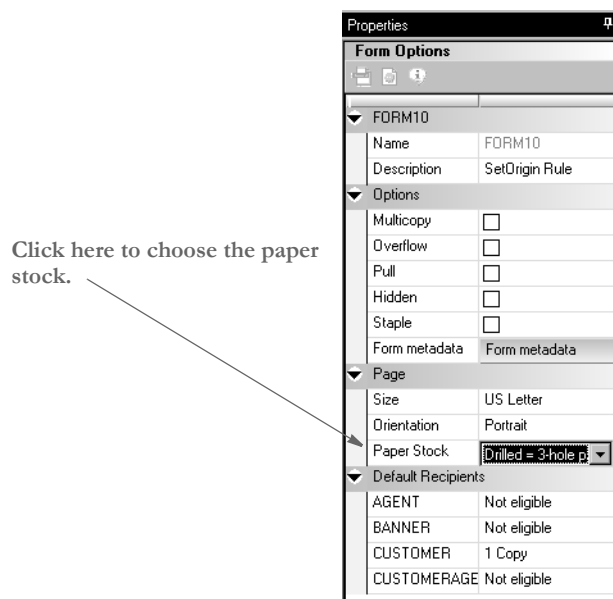 Properties
Form Options
FORM10
Name FORM10
Description SetOrigin Rule
Options
Multicopy
Overflow
Click here to choose the paper
stock.
Pull
Hidden
Staple
Form metadata Form metadata
Page
Size US Letter
Orientation Portrait
Paper Stock Drilled = 3-hole p
Default Recipients
AGENT Not eligible
BANNER Not eligible
CUSTOMER 1 Copy
CUSTOMERAGE Not eligible